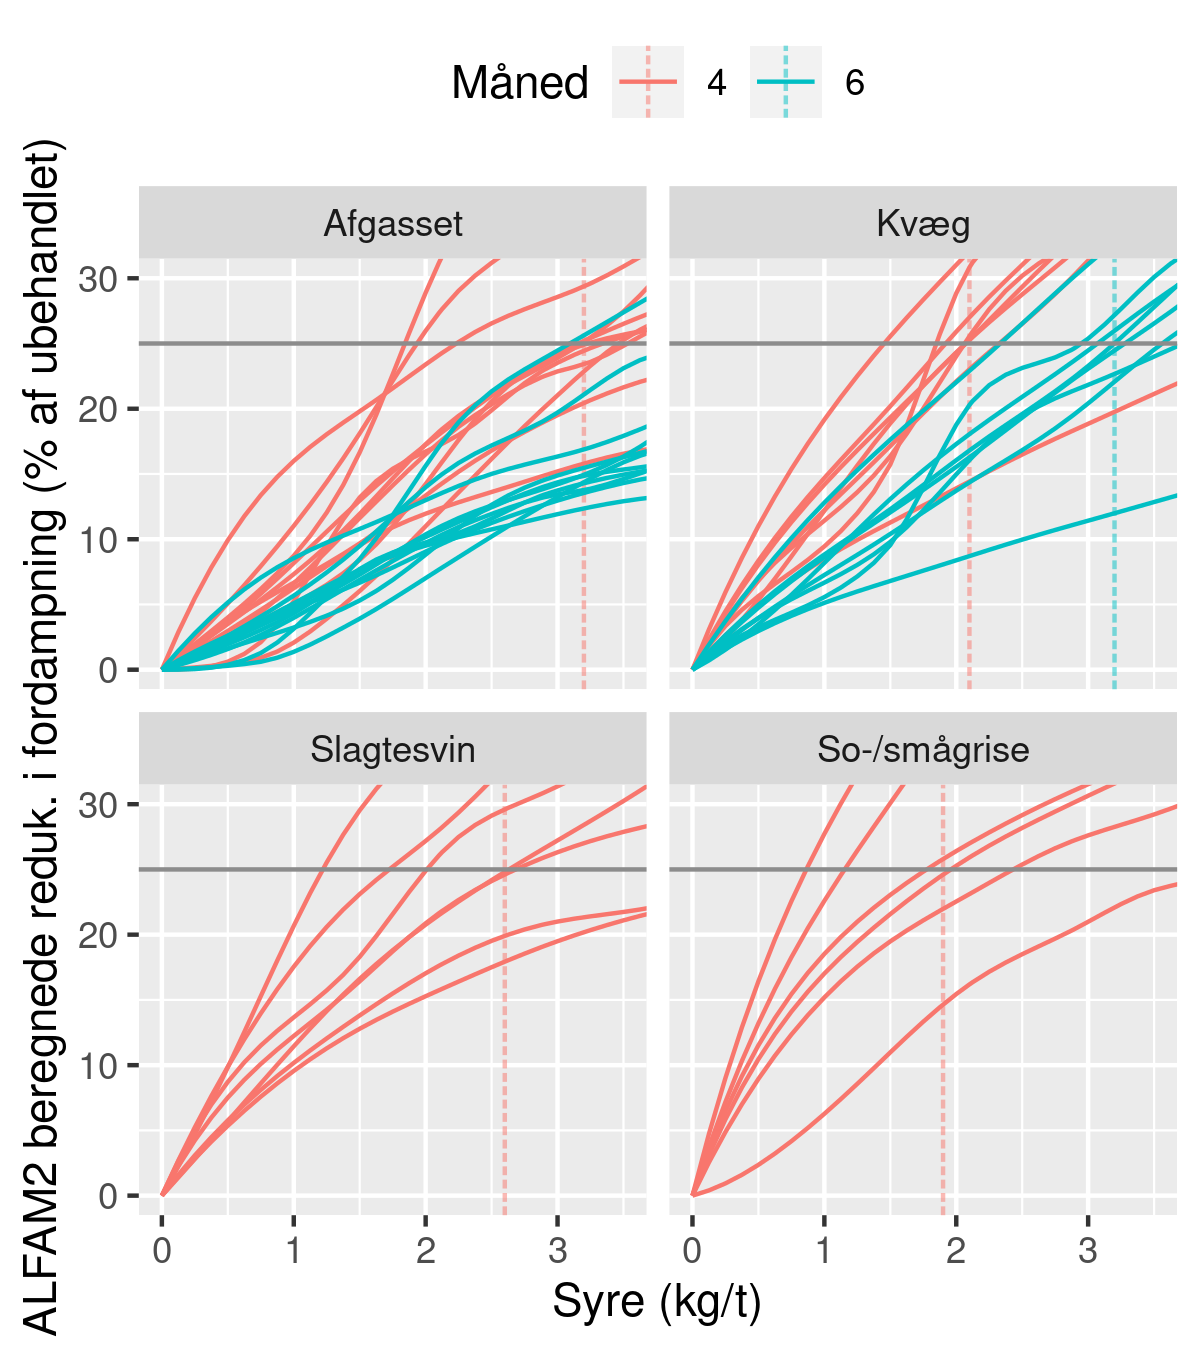 Måned 4 6
ALFAM2 beregnede reduk. i fordampning (% af ubehandlet)
Afgasset Kvæg
30
20
10
0
Slagtesvin So-/smågrise
30
20
10
0
0 1 2 3 0 1 2 3
Syre (kg/t)